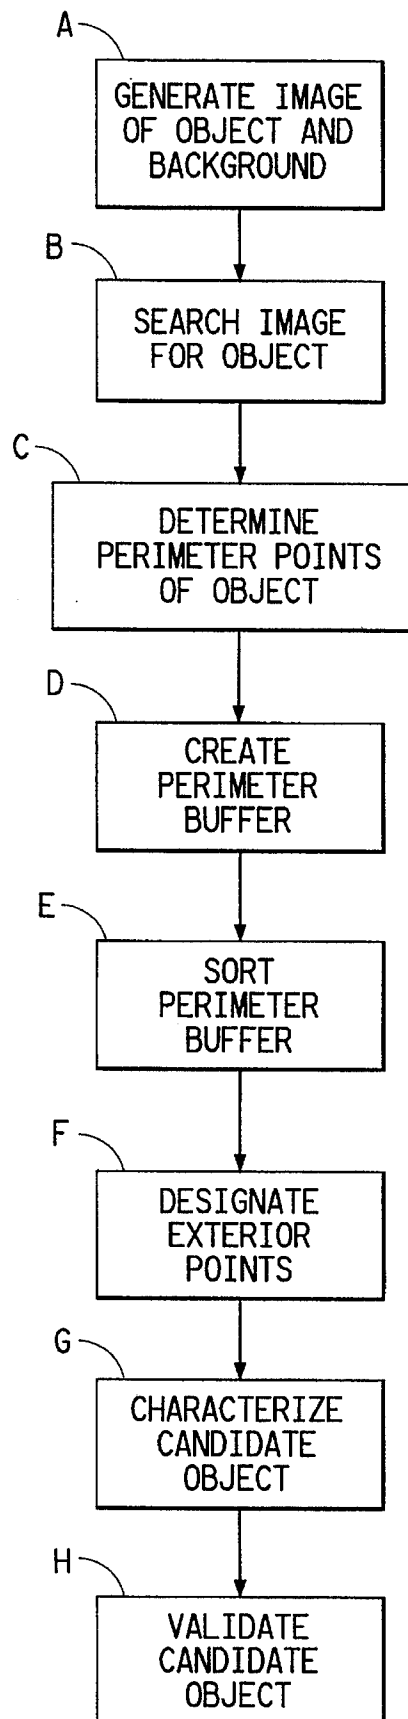 A
GENERATE IMAGE
OF OBJECT AND
BACKGROUND
B
SEARCH IMAGE
FOR OBJECT
C
DETERMINE
PERIMETER POINTS
OF OBJECT
D
CREATE
PERIMETER
BUFFER
E
SORT
PERIMETER
BUFFER
F
DESIGNATE
EXTERIOR
POINTS
G
CHARACTERIZE
CANDIDATE
OBJECT
H
VALIDATE
CANDIDATE
OBJECT